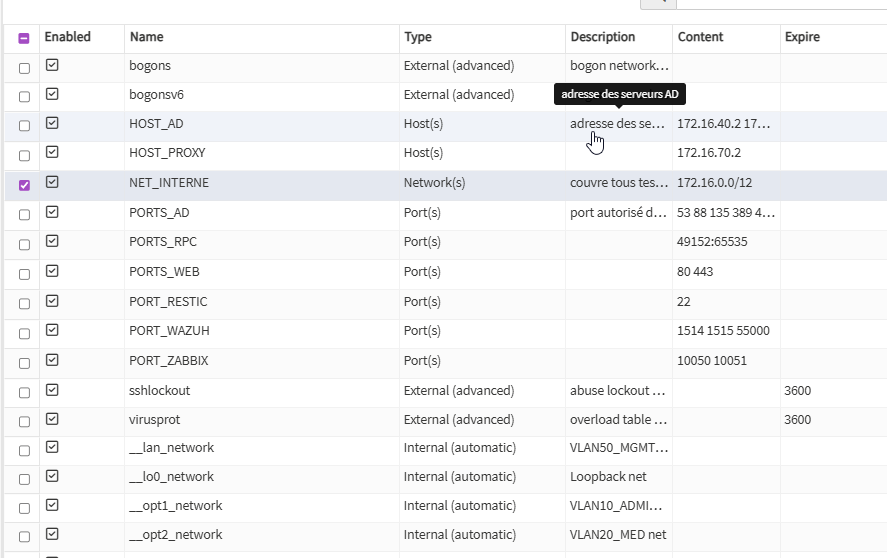 Enabled Name Type Description Content Expire
bogons External (advanced) bogon network…
bogonsv6 External (advanced)
adresse des serveurs AD
HOST_AD Host(s) adresse des se… 172.16.40.2 17…
HOST_PROXY Host(s) 172.16.70.2
NET_INTERNE Network(s) couvre tous tes… 172.16.0.0/12
PORTS_AD Port(s) port autorisé d… 53 88 135 389 4…
PORTS_RPC Port(s) 49152:65535
PORTS_WEB Port(s) 80 443
PORT_RESTIC Port(s) 22
PORT_WAZUH Port(s) 1514 1515 55000
PORT_ZABBIX Port(s) 10050 10051
sshlockout External (advanced) abuse lockout … 3600
virusprot External (advanced) overload table … 3600
__lan_network Internal (automatic) VLAN50_MGMT…
__lo0_network Internal (automatic) Loopback net
__opt1_network Internal (automatic) VLAN10_ADMI…
__opt2_network Internal (automatic) VLAN20_MED net